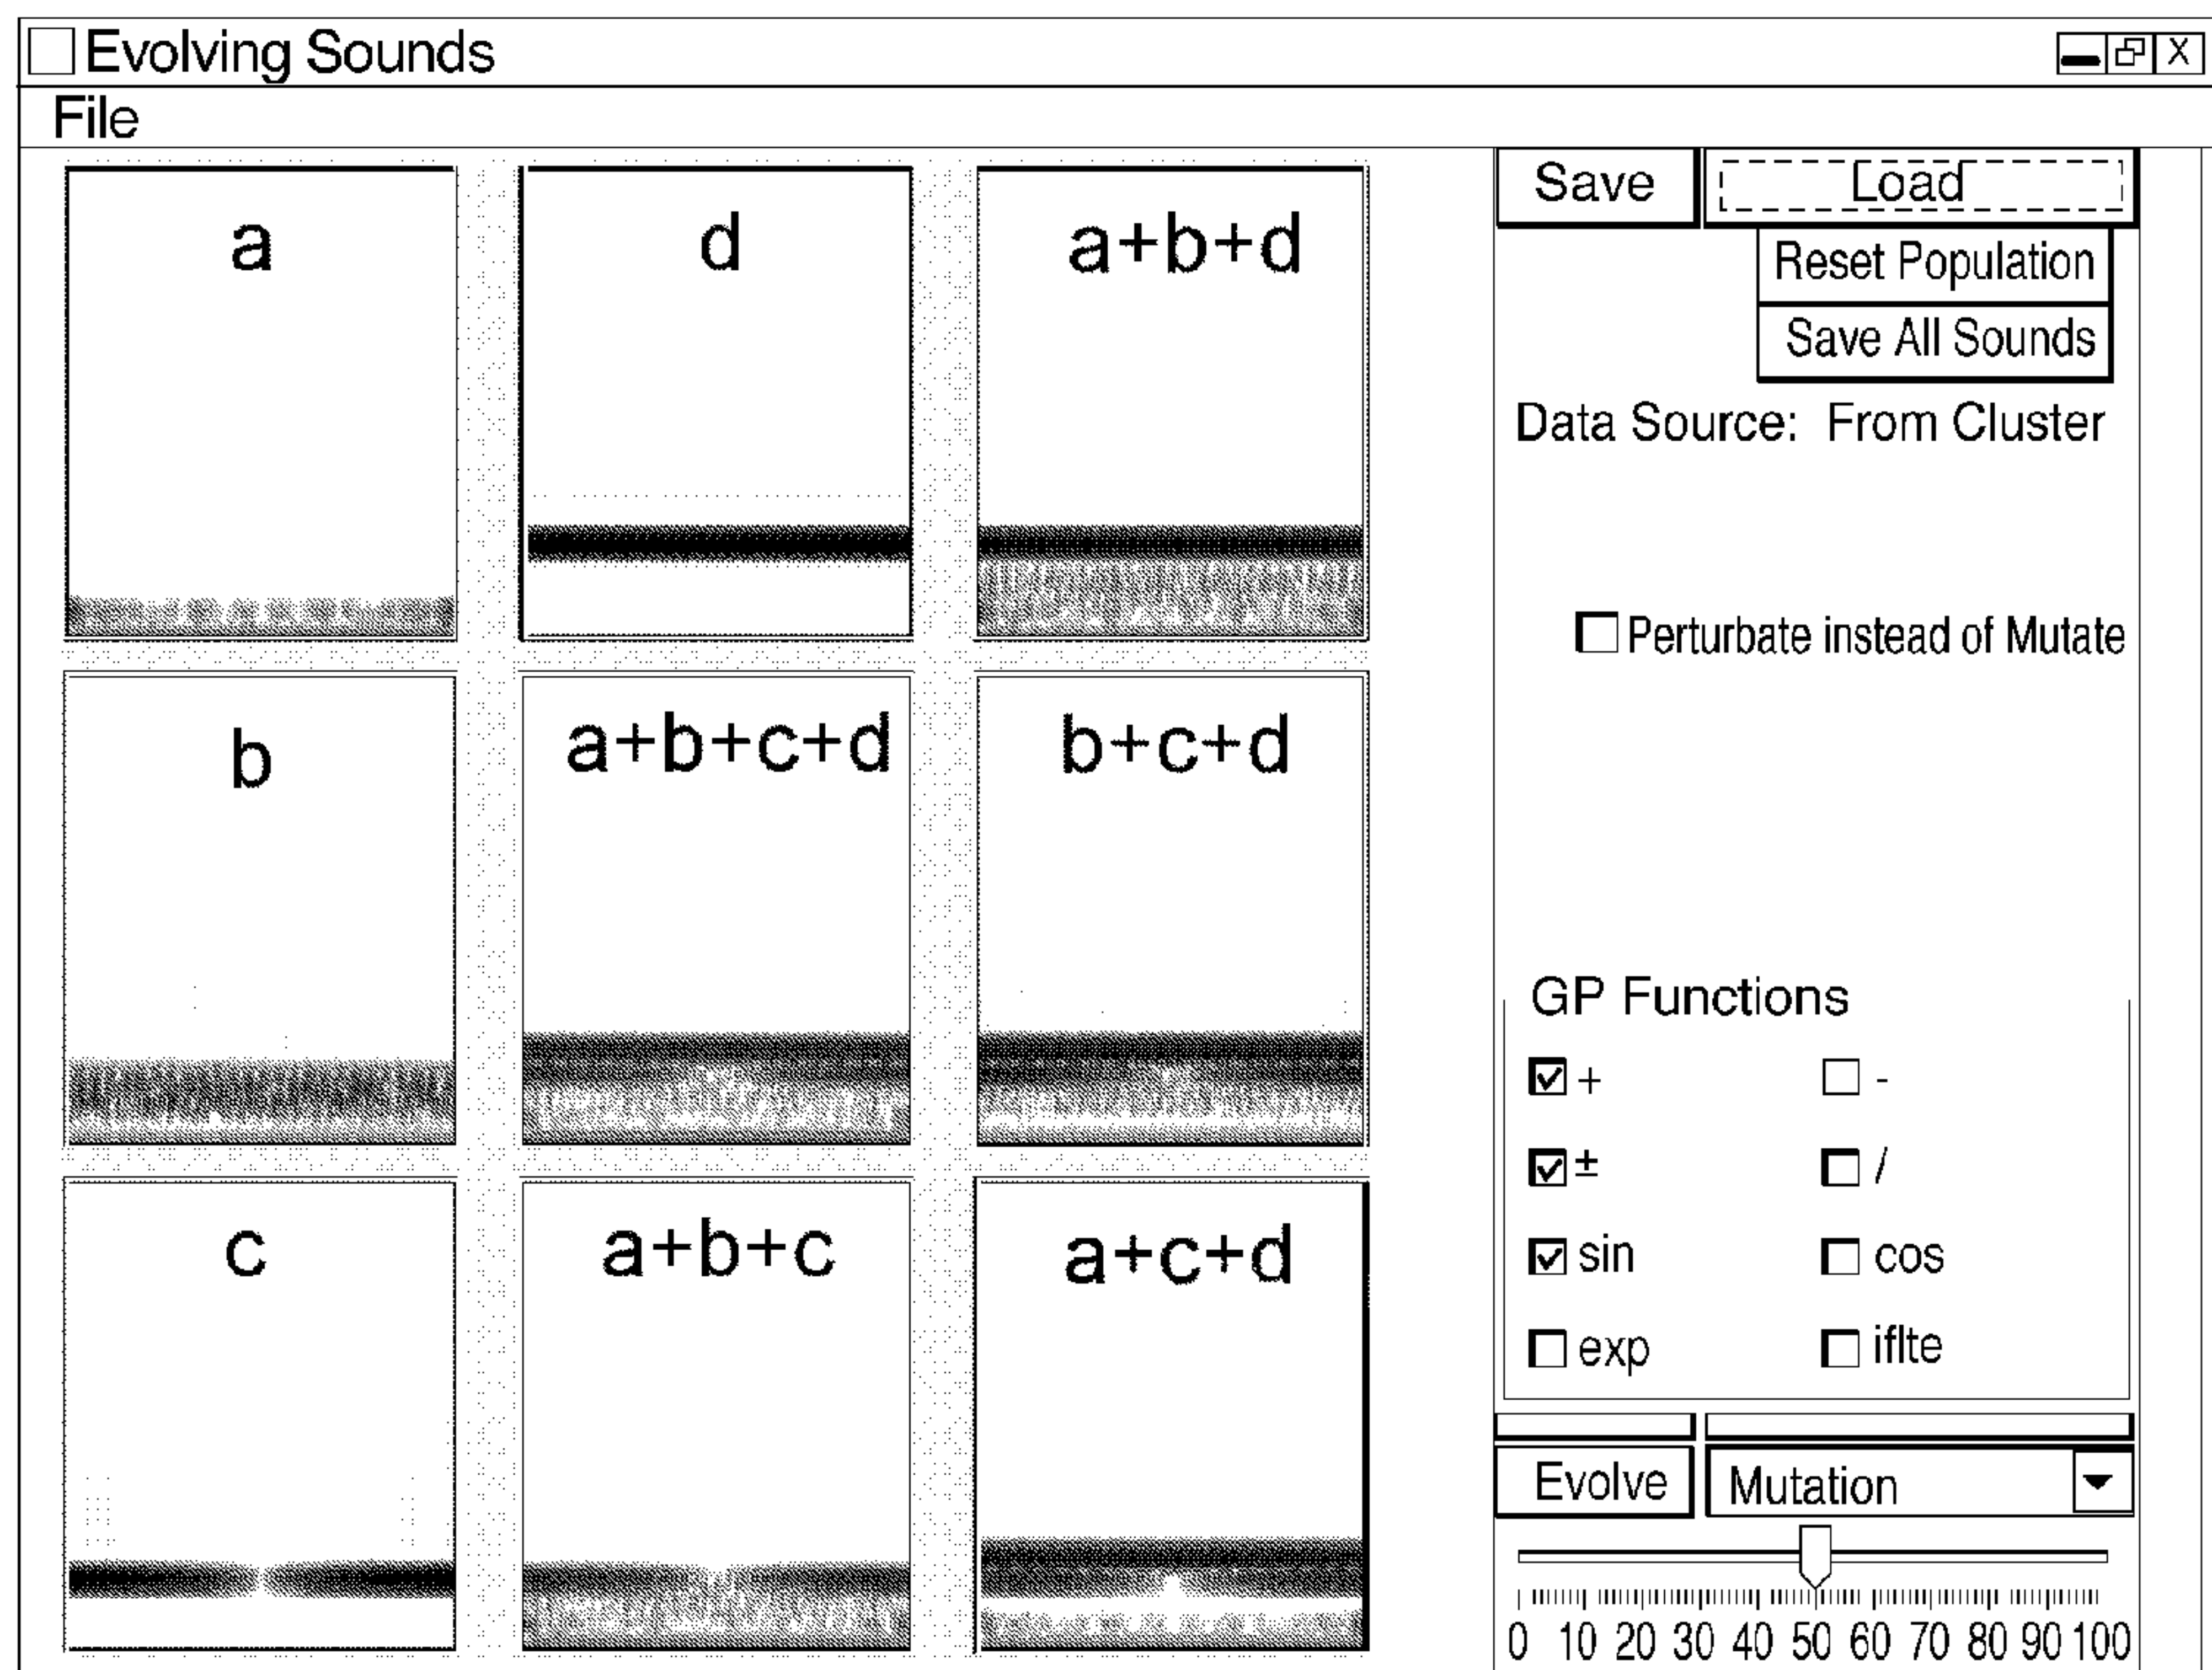 Evolving Sounds
X
File
a
d
a+b+d
b
a+b+c+d
b+c+d
c
a+b+c
a+c+d
Save
Load
Reset Population
Save All Sounds
Data Source: From Cluster
Perturbate instead of Mutate
GP Functions
+ -
± /
sin cos
exp iflte
Evolve Mutation
0 10 20 30 40 50 60 70 80 90 100